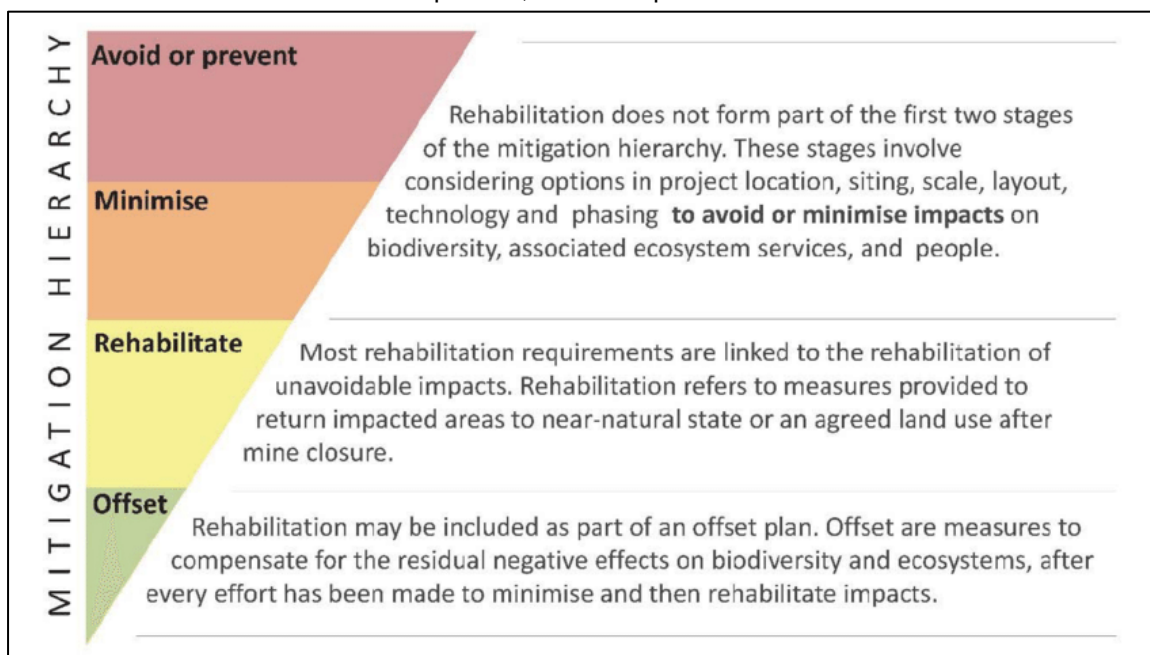 MITIGATION HIERARCHY
Avoid or prevent
Rehabilitation does not form part of the first two stages
of the mitigation hierarchy. These stages involve
considering options in project location, siting, scale, layout,
Minimise
technology and phasing to avoid or minimise impacts on
biodiversity, associated ecosystem services, and people.
Rehabilitate
Most rehabilitation requirements are linked to the rehabilitation of
unavoidable impacts. Rehabilitation refers to measures provided to
return impacted areas to near-natural state or an agreed land use after
mine closure.
Offset
Rehabilitation may be included as part of an offset plan. Offset are measures to
compensate for the residual negative effects on biodiversity and ecosystems, after
every effort has been made to minimise and then rehabilitate impacts.